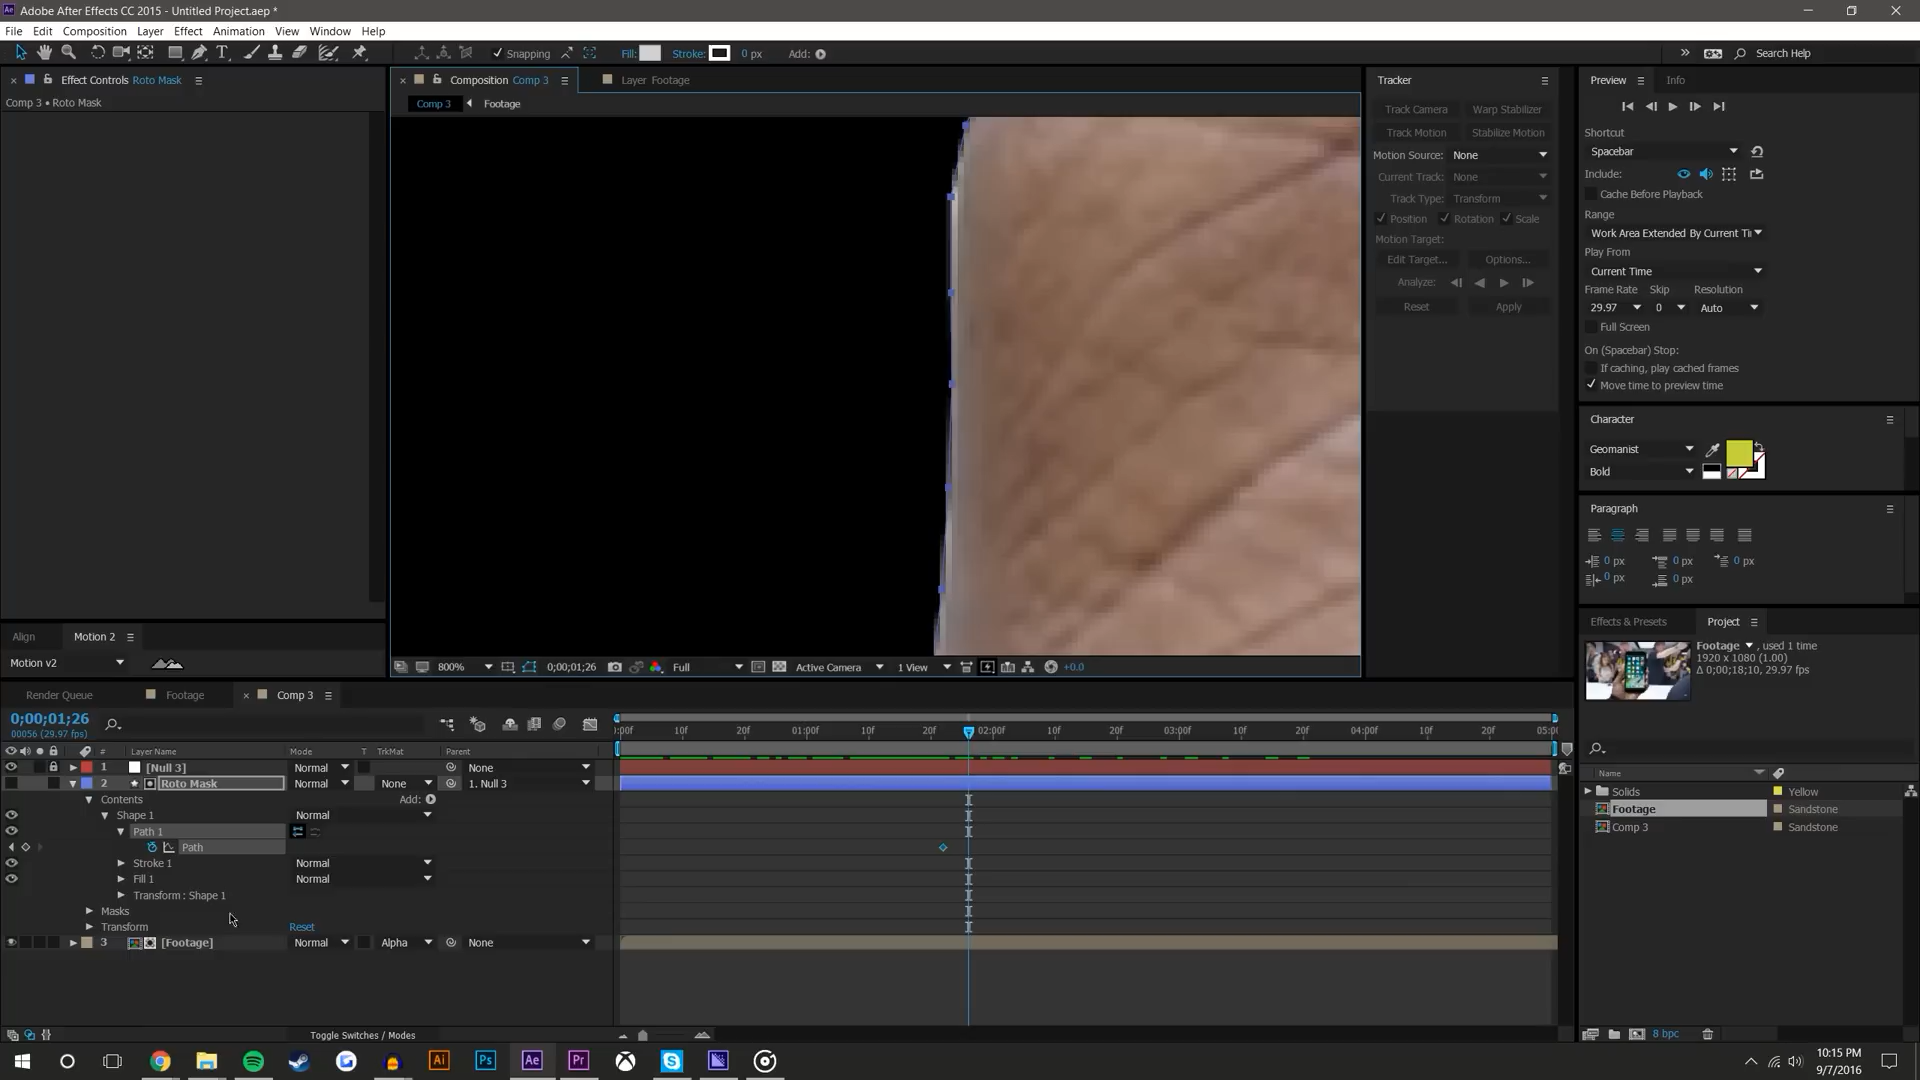 Adobe After Effects CC 2015 - Untitled Project.aep *
File Edit Composition Layer Effect Animation View Window Help
Snapping Fill: Stroke: 0 px Add: Search Help
Effect Controls Roto Mask
Comp 3 • Roto Mask
Composition Comp 3 Layer Footage
Comp 3 Footage
Tracker
Track Camera Warp Stabilizer
Track Motion Stabilize Motion
Motion Source: None
Current Track: None
Track Type: Transform
Position Rotation Scale
Motion Target:
Edit Target... Options...
Analyze:
Reset Apply
Preview Info
Shortcut
Spacebar
Include:
Cache Before Playback
Range
Work Area Extended By Current Ti
Play From
Current Time
Frame Rate Skip Resolution
29.97 0 Auto
Full Screen
On (Spacebar) Stop:
If caching, play cached frames
Move time to preview time
Character
Geomanist
Bold
Paragraph
0 px 0 px 0 px
0 px 0 px
Effects & Presets Project
Footage , used 1 time
1920 x 1080 (1.00)
Δ 0;00;18;10, 29.97 fps
Name
Solids Yellow
Footage Sandstone
Comp 3 Sandstone
8 bpc
Align Motion 2
Motion v2
800% 0;00;01;26 Full Active Camera 1 View +0.0
Render Queue Footage Comp 3
0;00;01;26
00056 (29.97 fps)
:00f 10f 20f 01:00f 10f 20f 02:00f 10f 20f 03:00f 10f 20f 04:00f 10f 20f 05:00
# Layer Name Mode T TrkMat Parent
1 [Null 3] Normal None
2 Roto Mask Normal None 1. Null 3
Contents Add:
Shape 1 Normal
Path 1
Path
Stroke 1 Normal
Fill 1 Normal
Transform : Shape 1
Masks
Transform Reset
3 [Footage] Normal Alpha None
Toggle Switches / Modes
Ai Ps Ae Pr
10:15 PM
9/7/2016